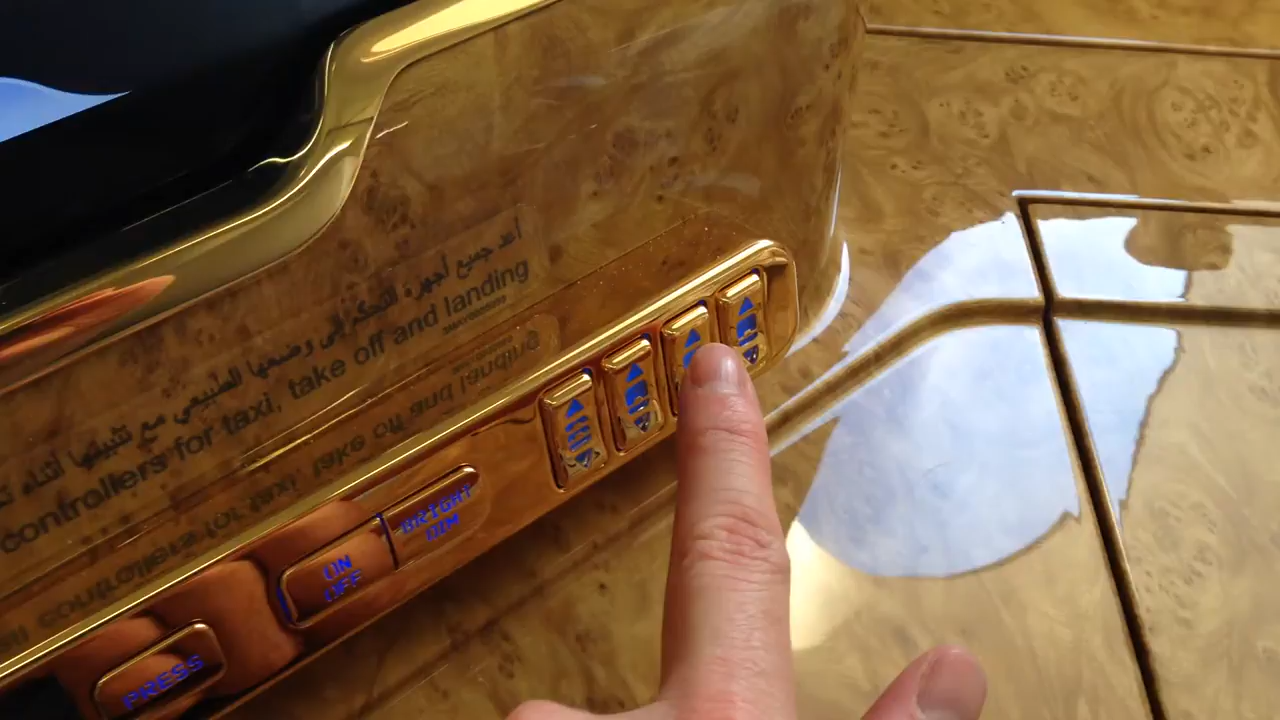 أعد جميع أجهزة التحكم إلى وضعها الطبيعي مع تثبيتها أثناء
controllers for taxi, take off and landing
BRIGHT
DIM
ON
OFF
PRESS